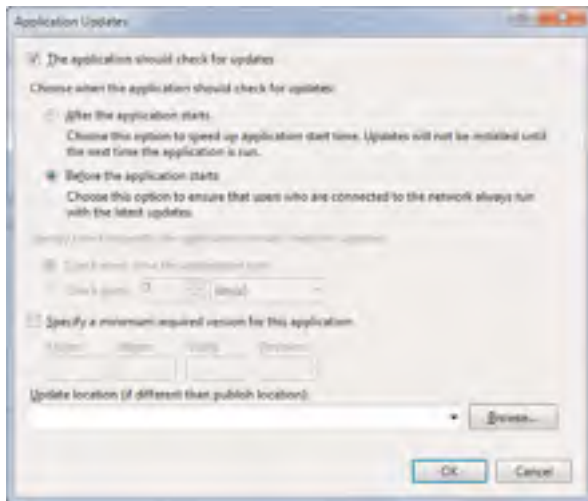 Application Updates
The application should check for updates
Choose when the application should check for updates:
After the application starts
Choose this option to speed up application start time. Updates will not be installed until
the next time the application is run.
Before the application starts
Choose this option to ensure that users who are connected to the network always run
with the latest updates.
Specify a minimum required version for this application
Update location (if different than publish location):
Browse...
OK
Cancel